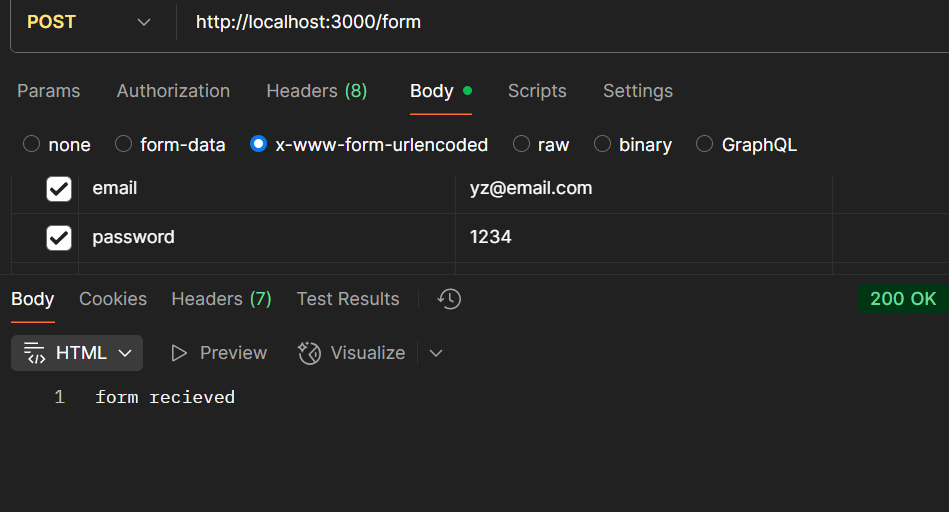 POST http://localhost:3000/form
Params Authorization Headers (8) Body Scripts Settings
none form-data x-www-form-urlencoded raw binary GraphQL
email yz@email.com
password 1234
Body Cookies Headers (7) Test Results 200 OK
HTML Preview Visualize
1 form recieved